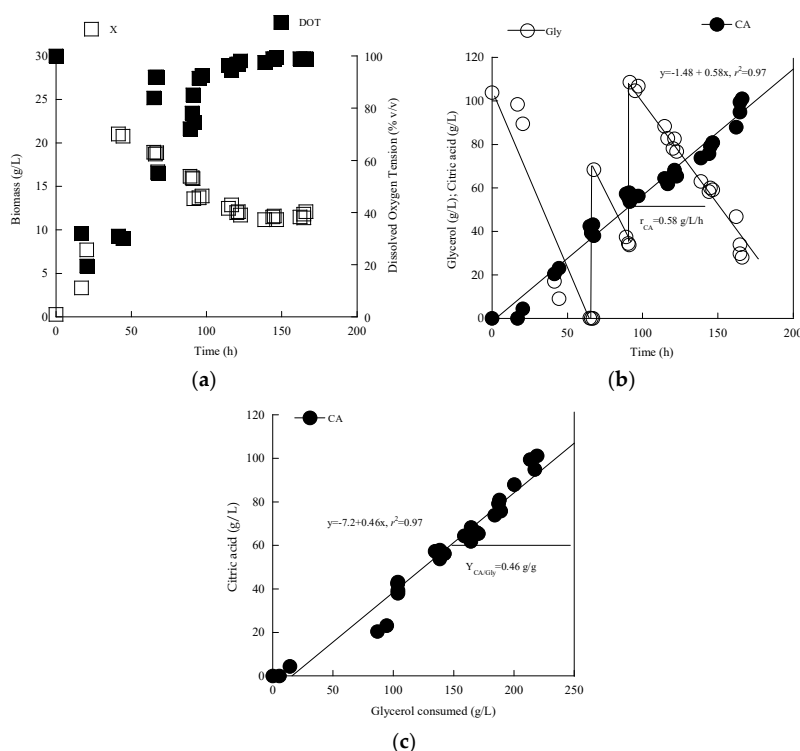 (a)
X
DOT
30
25
20
15
10
5
0
Biomass (g/L)
100
80
60
40
20
0
Dissolved Oxygen Tension (% v/v)
0 50 100 150 200
Time (h)
(a)
(b)
Gly
CA
120
100
80
60
40
20
0
Glycerol (g/L); Citric acid (g/L)
y=-1.48 + 0.58x, r²=0.97
r_CA=0.58 g/L/h
0 50 100 150 200
Time (h)
(b)
CA
120
100
80
60
40
20
0
Citric acid (g/L)
y=-7.2+0.46x, r²=0.97
Y_CA/Gly=0.46 g/g
0 50 100 150 200 250
Glycerol consumed (g/L)
(c)